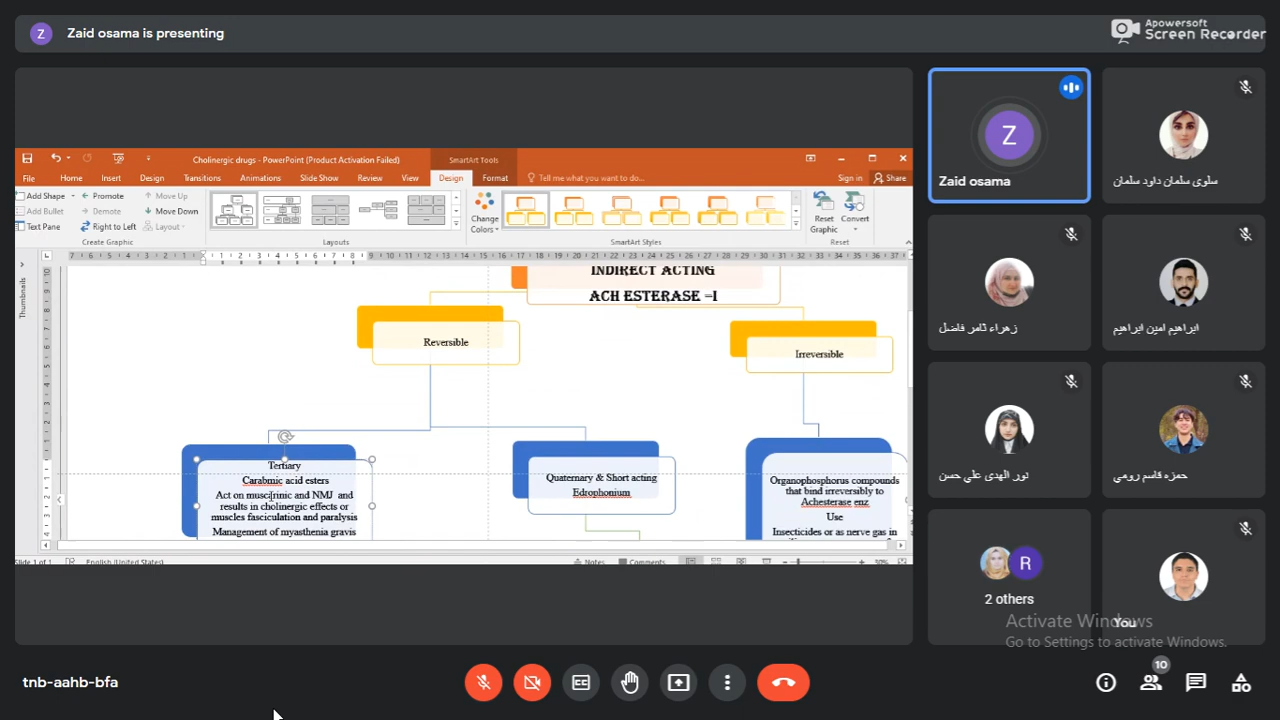 Zaid osama is presenting
Apowersoft
Screen Recorder
Cholinergic drugs - PowerPoint (Product Activation Failed)
SmartArt Tools
File Home Insert Design Transitions Animations Slide Show Review View Design Format Tell me what you want to do... Sign in Share
Add Shape Promote Move Up
Add Bullet Demote Move Down
Text Pane Right to Left Layout
Create Graphic
Layouts
Change
Colors
SmartArt Styles
Reset
Graphic
Convert
Reset
Thumbnails
INDIRECT ACTING
ACH ESTERASE =I
Reversible
Irreversible
Tertiary
Carabmic acid esters
Act on muscirinic and NMJ and
results in cholinergic effects or
muscles fasciculation and paralysis
Management of myasthenia gravis
Quaternary & Short acting
Edrophonium
Organophosphorus compounds
that bind irreversibly to
Achesterase enz
Use
Insecticides or as nerve gas in
Slide 1 of 1 English (United States) Notes Comments 30%
Z
Zaid osama
سلوى سلمان داود سلمان
زهراء ثامر فاضل
ابراهيم امين ابراهيم
نور الهدى علي حسن
حمزه قاسم رومي
R
2 others
You
Activate Windows
Go to Settings to activate Windows.
tnb-aahb-bfa
CC
10